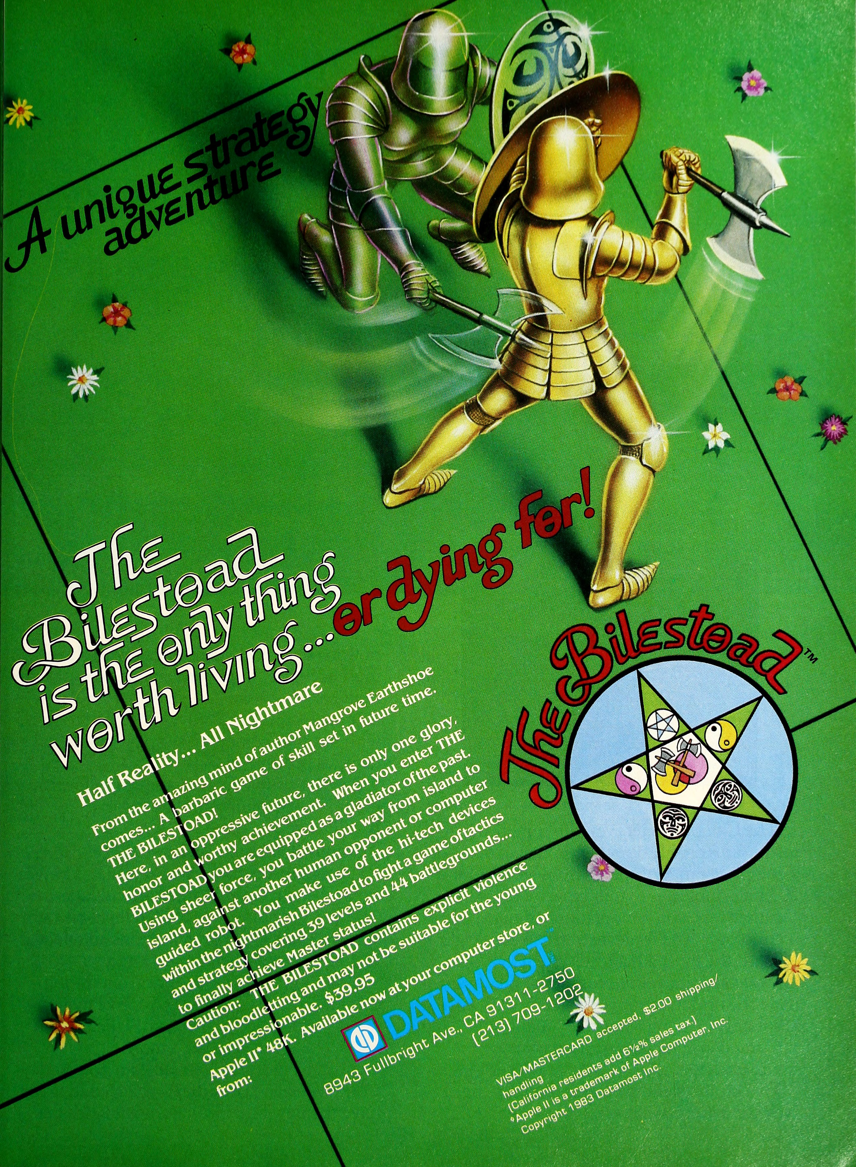 A unique strategy
adventure
The
Bilestoad
is the only thing
worth living...or dying for!
The Bilestoad™
Half Reality... All Nightmare
From the amazing mind of author Mangrove Earthshoe
comes... A barbaric game of skill set in future time.
THE BILESTOAD!
Here, in an oppressive future, there is only one glory,
honor and worthy achievement. When you enter THE
BILESTOAD you are equipped as a gladiator of the past.
Using sheer force, you battle your way from island to
island, against another human opponent or computer
guided robot. You make use of the hi-tech devices
within the nightmarish Bilestoad to fight a game of tactics
and strategy covering 39 levels and 44 battlegrounds...
to finally achieve Master status!
Caution: THE BILESTOAD contains explicit violence
and bloodletting and may not be suitable for the young
or impressionable. $39.95
Apple II* 48K. Available now at your computer store, or
from:
DATAMOST
8943 Fullbright Ave., CA 91311-2750
(213) 709-1202
VISA/MASTERCARD accepted. $2.00 shipping/
handling
(California residents add 6½% sales tax.)
*Apple II is a trademark of Apple Computer, Inc.
Copyright 1983 Datamost Inc.